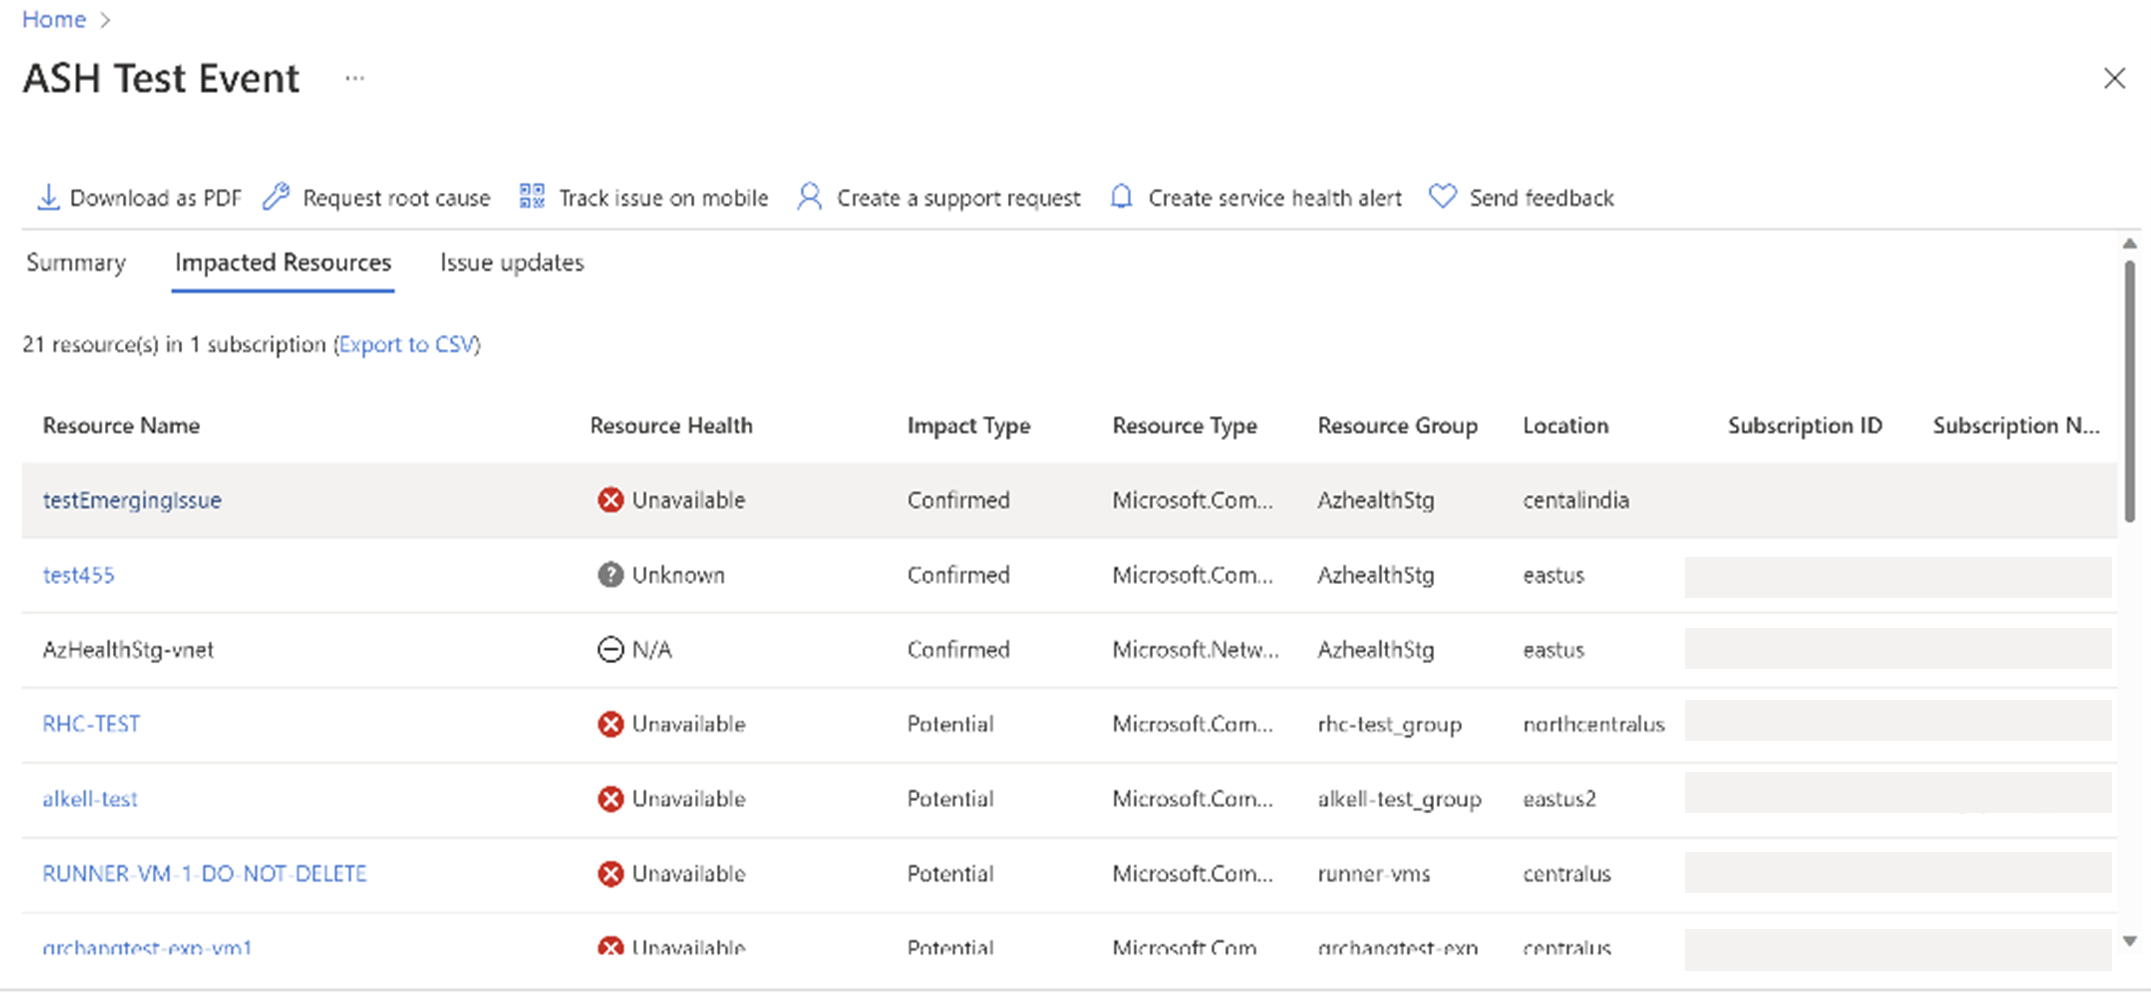 Home
ASH Test Event ...
Download as PDF Request root cause Track issue on mobile Create a support request Create service health alert Send feedback
Summary Impacted Resources Issue updates
21 resource(s) in 1 subscription (Export to CSV)
Resource Name Resource Health Impact Type Resource Type Resource Group Location Subscription ID Subscription N...
testEmergingIssue Unavailable Confirmed Microsoft.Com... AzhealthStg centalindia
test455 Unknown Confirmed Microsoft.Com... AzhealthStg eastus
AzHealthStg-vnet N/A Confirmed Microsoft.Netw... AzhealthStg eastus
RHC-TEST Unavailable Potential Microsoft.Com... rhc-test_group northcentralus
alkell-test Unavailable Potential Microsoft.Com... alkell-test_group eastus2
RUNNER-VM-1-DO-NOT-DELETE Unavailable Potential Microsoft.Com... runner-vms centralus
Unavailable Potential Microsoft.Com centralus